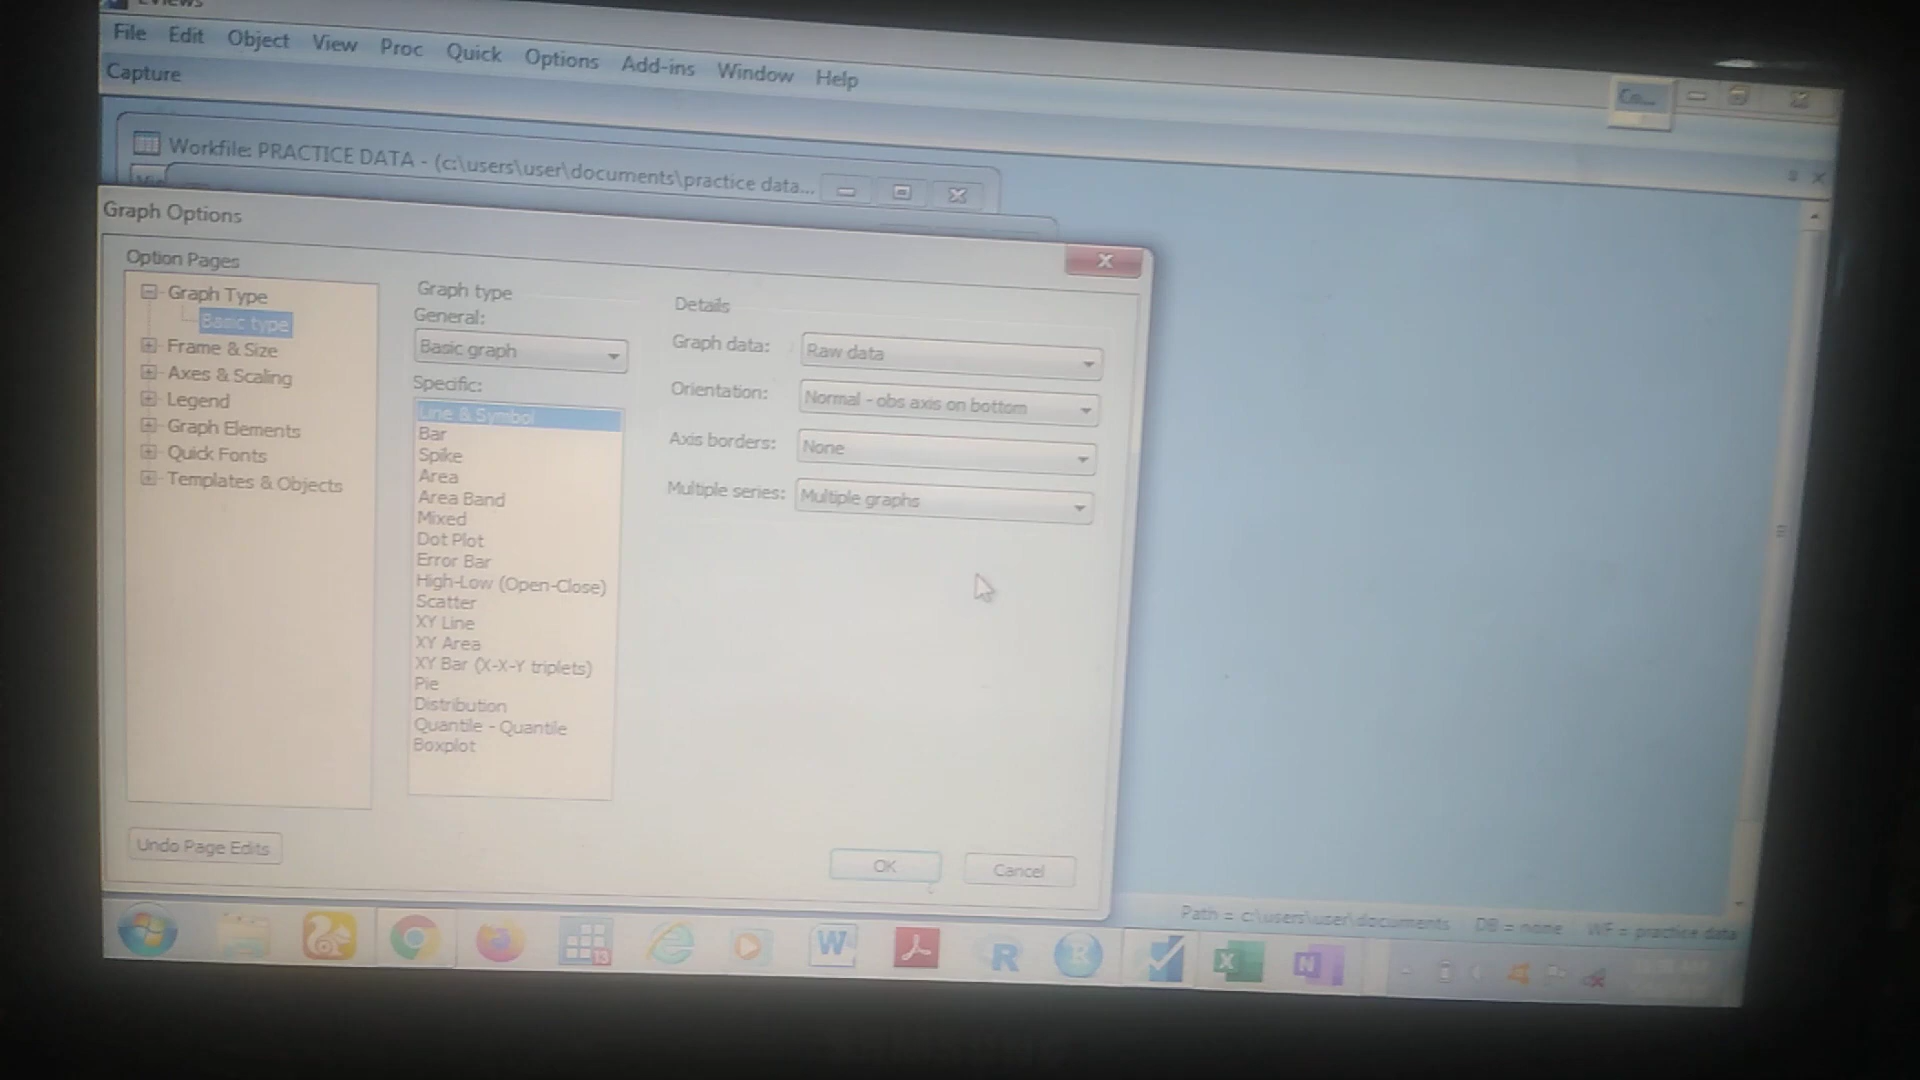 EViews
File Edit Object View Proc Quick Options Add-ins Window Help
Capture
Co...
Workfile: PRACTICE DATA - (c:\users\user\documents\practice data...
Graph Options
Option Pages
Graph Type
Basic type
Frame & Size
Axes & Scaling
Legend
Graph Elements
Quick Fonts
Templates & Objects
Graph type
General:
Basic graph
Specific:
Line & Symbol
Bar
Spike
Area
Area Band
Mixed
Dot Plot
Error Bar
High-Low (Open-Close)
Scatter
XY Line
XY Area
XY Bar (X-X-Y triplets)
Pie
Distribution
Quantile - Quantile
Boxplot
Details
Graph data: Raw data
Orientation: Normal - obs axis on bottom
Axis borders: None
Multiple series: Multiple graphs
Undo Page Edits
OK Cancel
Path = c:\users\user\documents DB = none WF = practice data
13
W
R
R
X
N